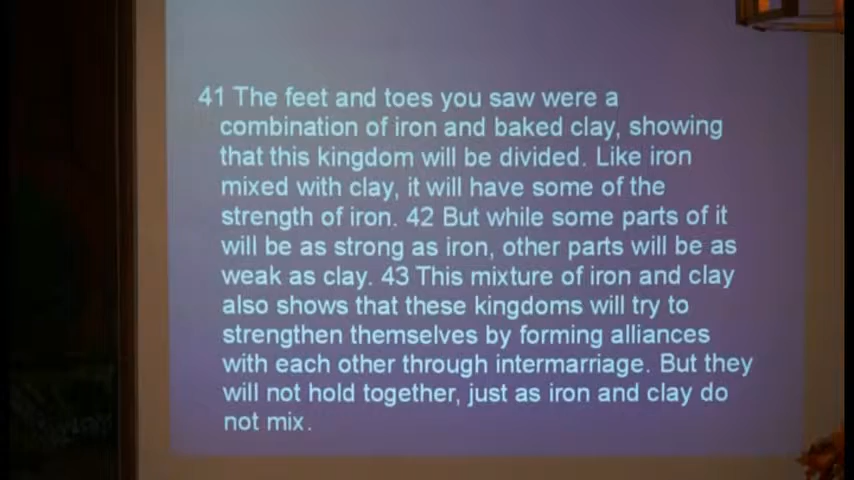 41 The feet and toes you saw were a
combination of iron and baked clay, showing
that this kingdom will be divided. Like iron
mixed with clay, it will have some of the
strength of iron. 42 But while some parts of it
will be as strong as iron, other parts will be as
weak as clay. 43 This mixture of iron and clay
also shows that these kingdoms will try to
strengthen themselves by forming alliances
with each other through intermarriage. But they
will not hold together, just as iron and clay do
not mix.